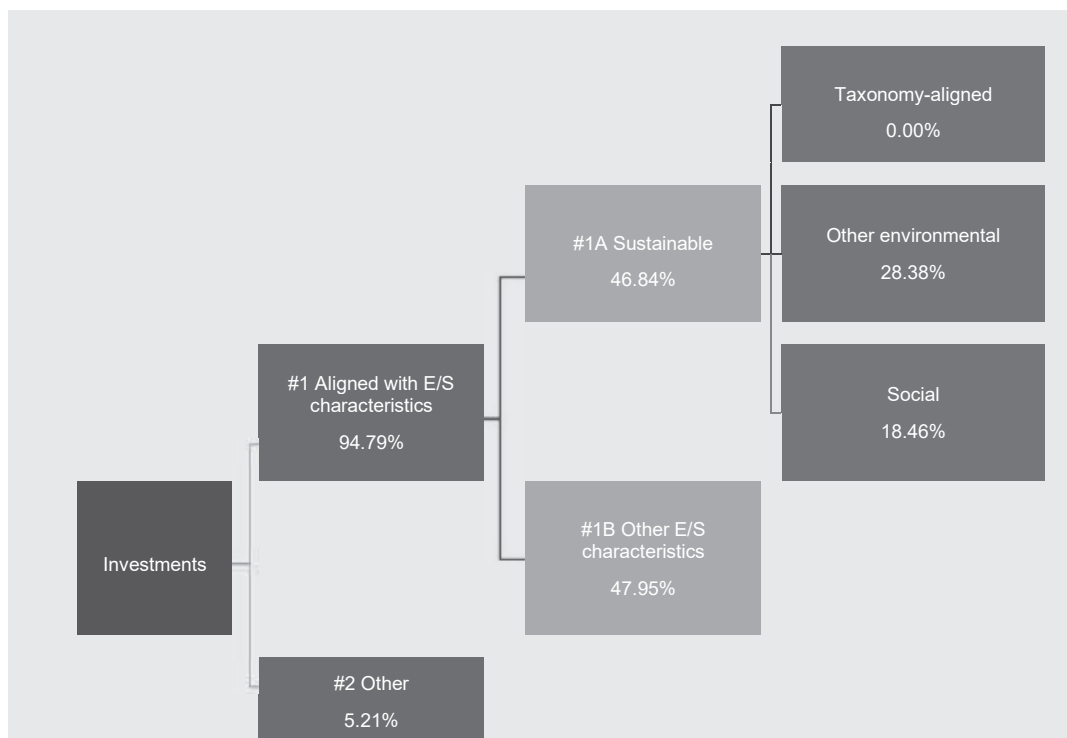 Taxonomy-aligned
0.00%
#1A Sustainable
46.84%
Other environmental
28.38%
#1 Aligned with E/S
characteristics
94.79%
Social
18.46%
Investments
#1B Other E/S
characteristics
47.95%
#2 Other
5.21%